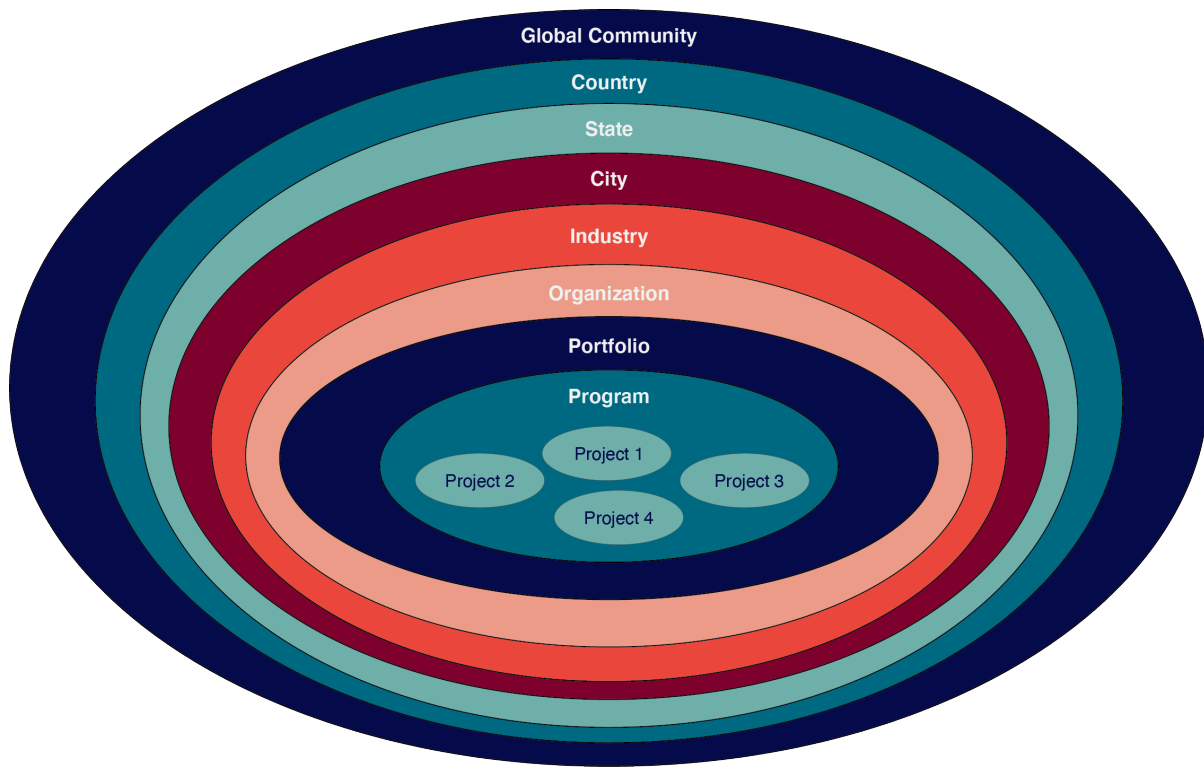 Global Community
Country
State
City
Industry
Organization
Portfolio
Program
Project 1
Project 2
Project 3
Project 4